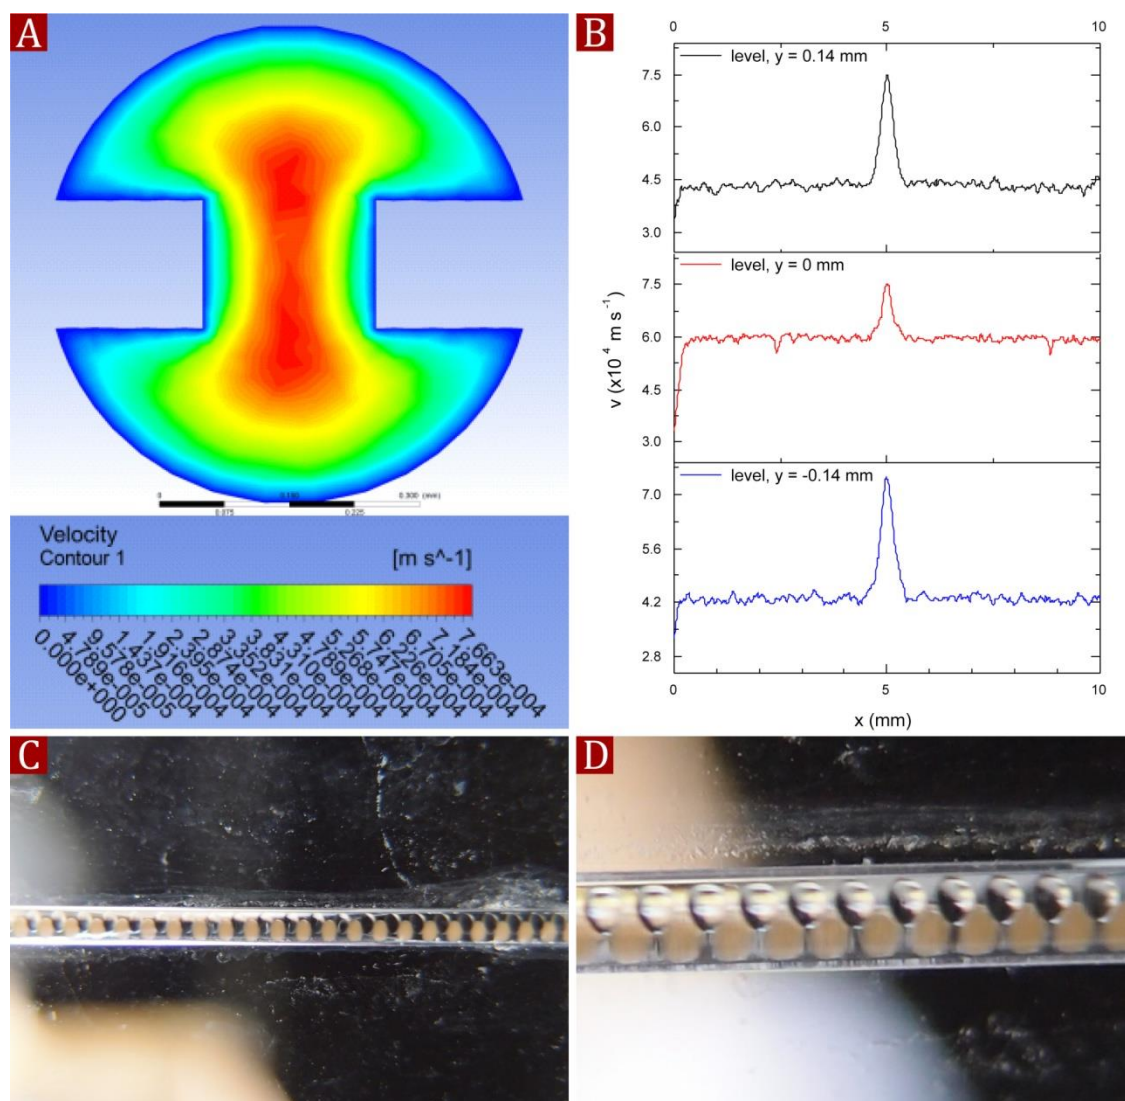 A
0
0.150
0.300 (mm)
0.075
0.225
Velocity
Contour 1
[m s^-1]
0.000e+000
4.789e-005
9.578e-005
1.437e-004
1.916e-004
2.395e-004
2.874e-004
3.352e-004
3.831e-004
4.310e-004
4.789e-004
5.268e-004
5.747e-004
6.226e-004
6.705e-004
7.184e-004
7.663e-004
B
0 5 10
level, y = 0.14 mm
7.5
6.0
4.5
3.0
level, y = 0 mm
7.5
6.0
4.5
3.0
v (x10⁴ m s⁻¹)
level, y = -0.14 mm
7.0
5.6
4.2
2.8
0 5 10
x (mm)
C
D